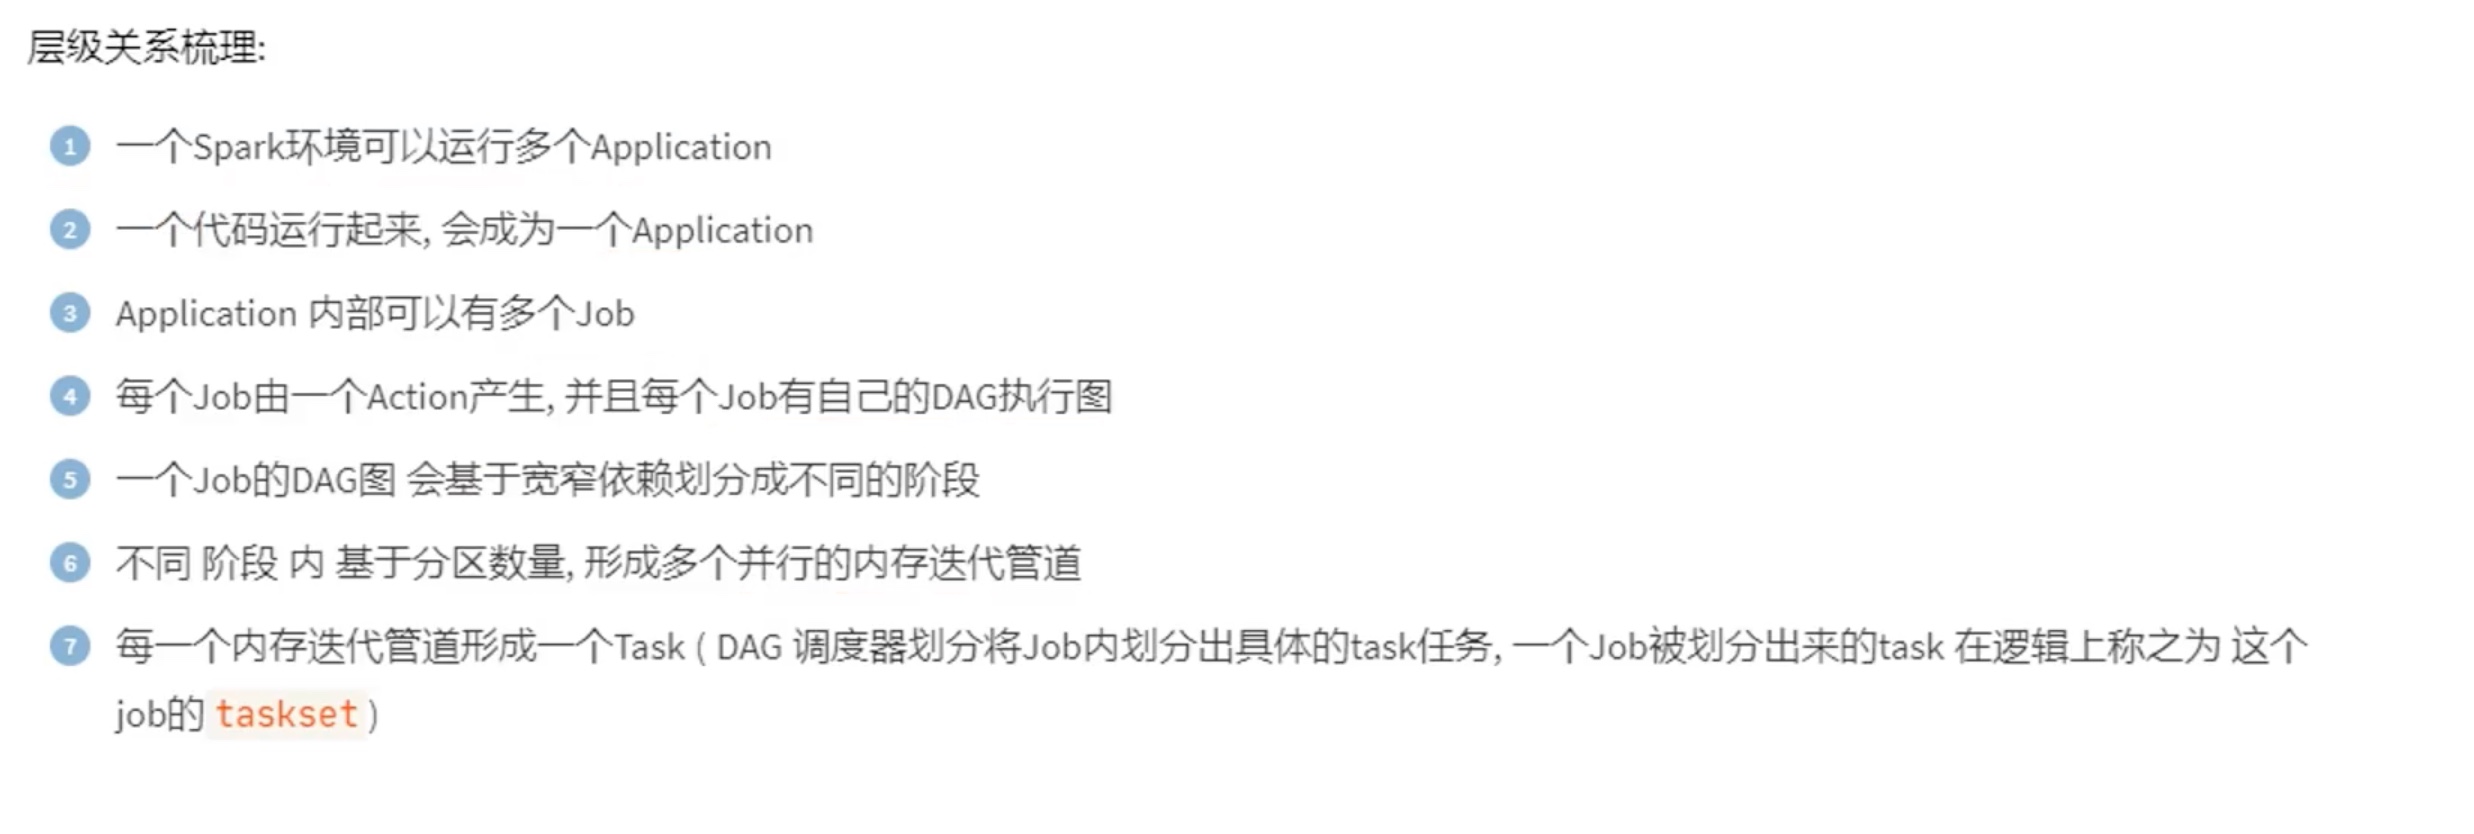 层级关系梳理:
1 一个Spark环境可以运行多个Application
2 一个代码运行起来, 会成为一个Application
3 Application 内部可以有多个Job
4 每个Job由一个Action产生, 并且每个Job有自己的DAG执行图
5 一个Job的DAG图 会基于宽窄依赖划分成不同的阶段
6 不同 阶段 内 基于分区数量, 形成多个并行的内存迭代管道
7 每一个内存迭代管道形成一个Task ( DAG 调度器划分将Job内划分出具体的task任务, 一个Job被划分出来的task 在逻辑上称之为 这个
job的 taskset )